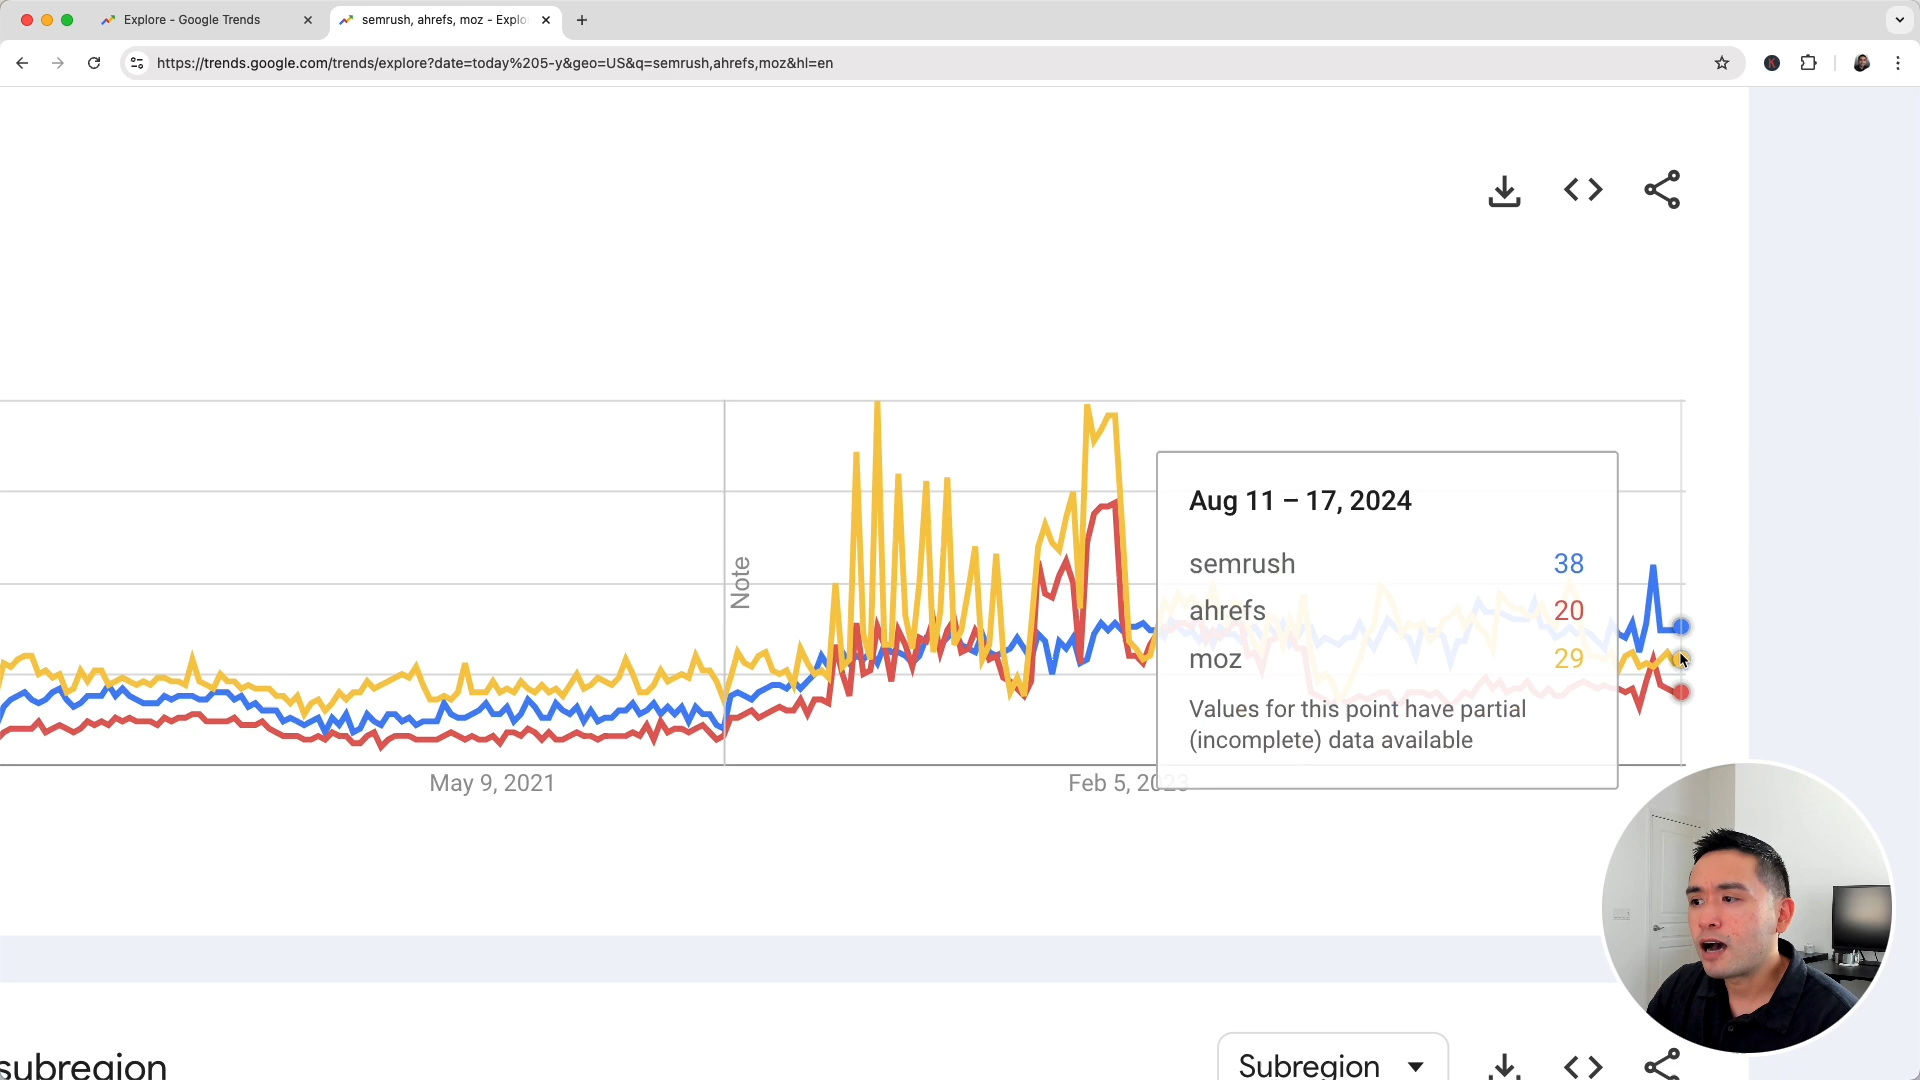 Explore - Google Trends
semrush, ahrefs, moz - Explo
https://trends.google.com/trends/explore?date=today%205-y&geo=US&q=semrush,ahrefs,moz&hl=en
K
Note
Aug 11 – 17, 2024
semrush 38
ahrefs 20
moz 29
Values for this point have partial
(incomplete) data available
May 9, 2021
Feb 5, 2023
subregion
Subregion